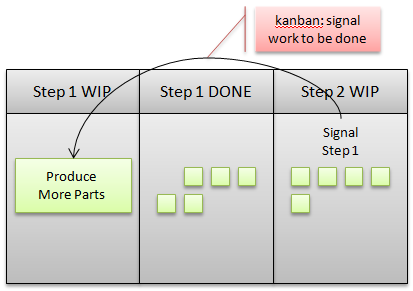 kanban: signal
work to be done
Step 1 WIP
Step 1 DONE
Step 2 WIP
Signal
Step 1
Produce
More Parts